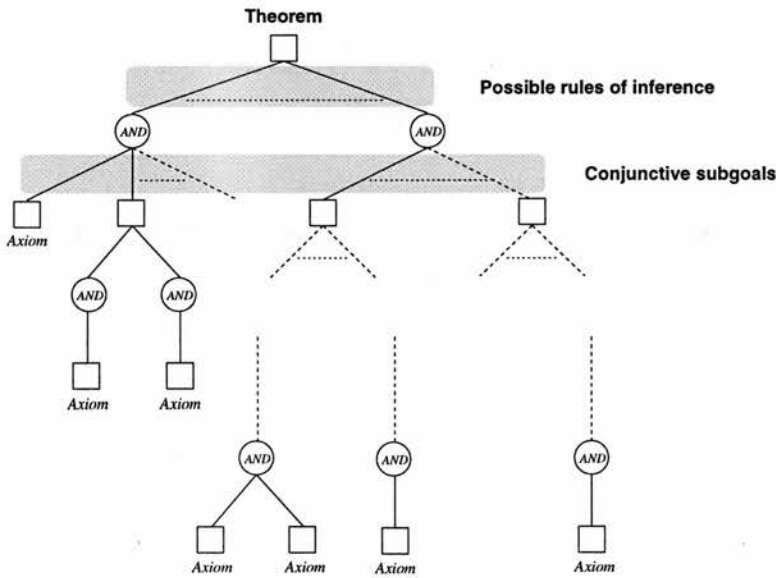 Theorem
Possible rules of inference
AND
AND
Conjunctive subgoals
Axiom
AND
AND
Axiom
Axiom
AND
AND
AND
Axiom
Axiom
Axiom
Axiom